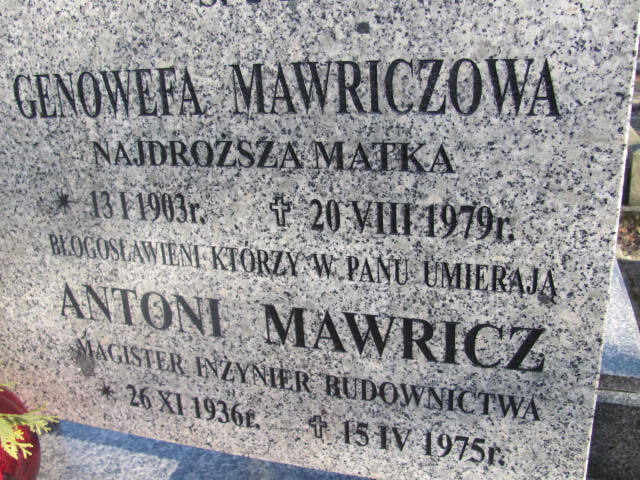 GENOWEFA MAWRICZOWA
NAJDROŻSZA MATKA
* 13 I 1903r. ✝ 20 VIII 1979r.
BŁOGOSŁAWIENI KTÓRZY W PANU UMIERAJĄ
ANTONI MAWRICZ
MAGISTER INŻYNIER BUDOWNICTWA
* 26 XI 1936r. ✝ 15 IV 1975r.